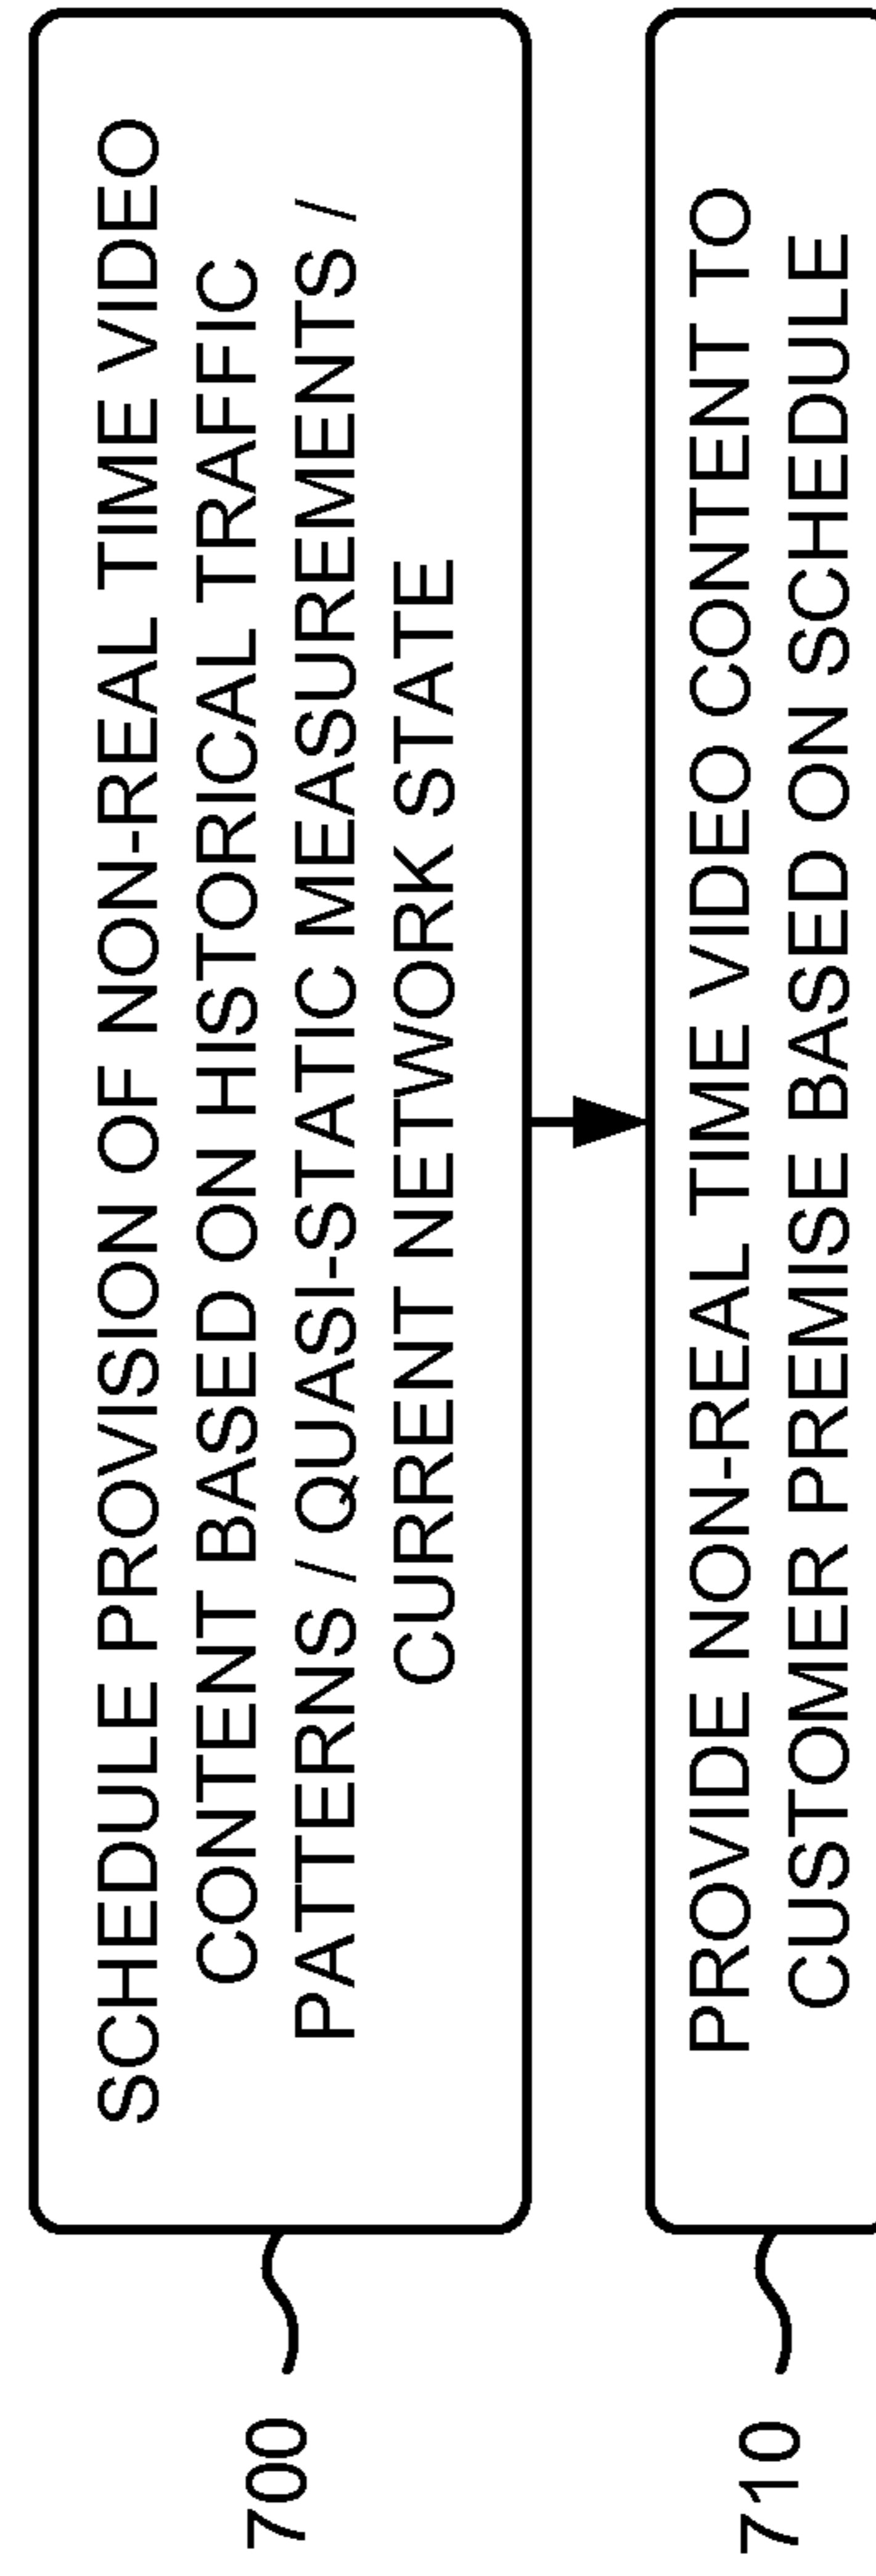 SCHEDULE PROVISION OF NON-REAL TIME VIDEO
CONTENT BASED ON HISTORICAL TRAFFIC
PATTERNS / QUASI-STATIC MEASUREMENTS /
CURRENT NETWORK STATE
700
PROVIDE NON-REAL TIME VIDEO CONTENT TO
CUSTOMER PREMISE BASED ON SCHEDULE
710